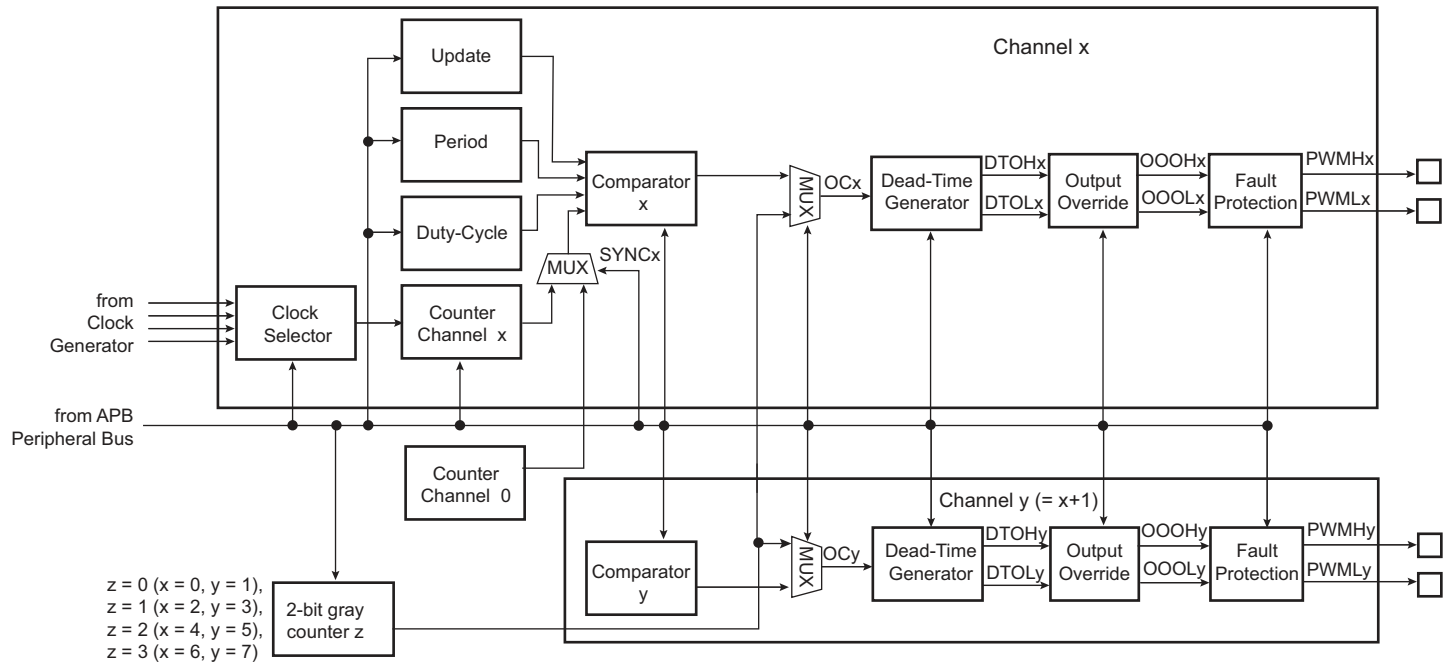 Channel x
Update
Period
Comparator
x
Duty-Cycle
MUX
SYNCx
MUX
OCx
Dead-Time
Generator
DTOHx
DTOLx
Output
Override
OOOHx
OOOLx
Fault
Protection
PWMHx
PWMLx
from
Clock
Generator
Clock
Selector
Counter
Channel x
from APB
Peripheral Bus
Counter
Channel 0
Channel y (= x+1)
Comparator
y
MUX
OCy
Dead-Time
Generator
DTOHy
DTOLy
Output
Override
OOOHy
OOOLy
Fault
Protection
PWMHy
PWMLy
z = 0 (x = 0, y = 1),
z = 1 (x = 2, y = 3),
z = 2 (x = 4, y = 5),
z = 3 (x = 6, y = 7)
2-bit gray
counter z